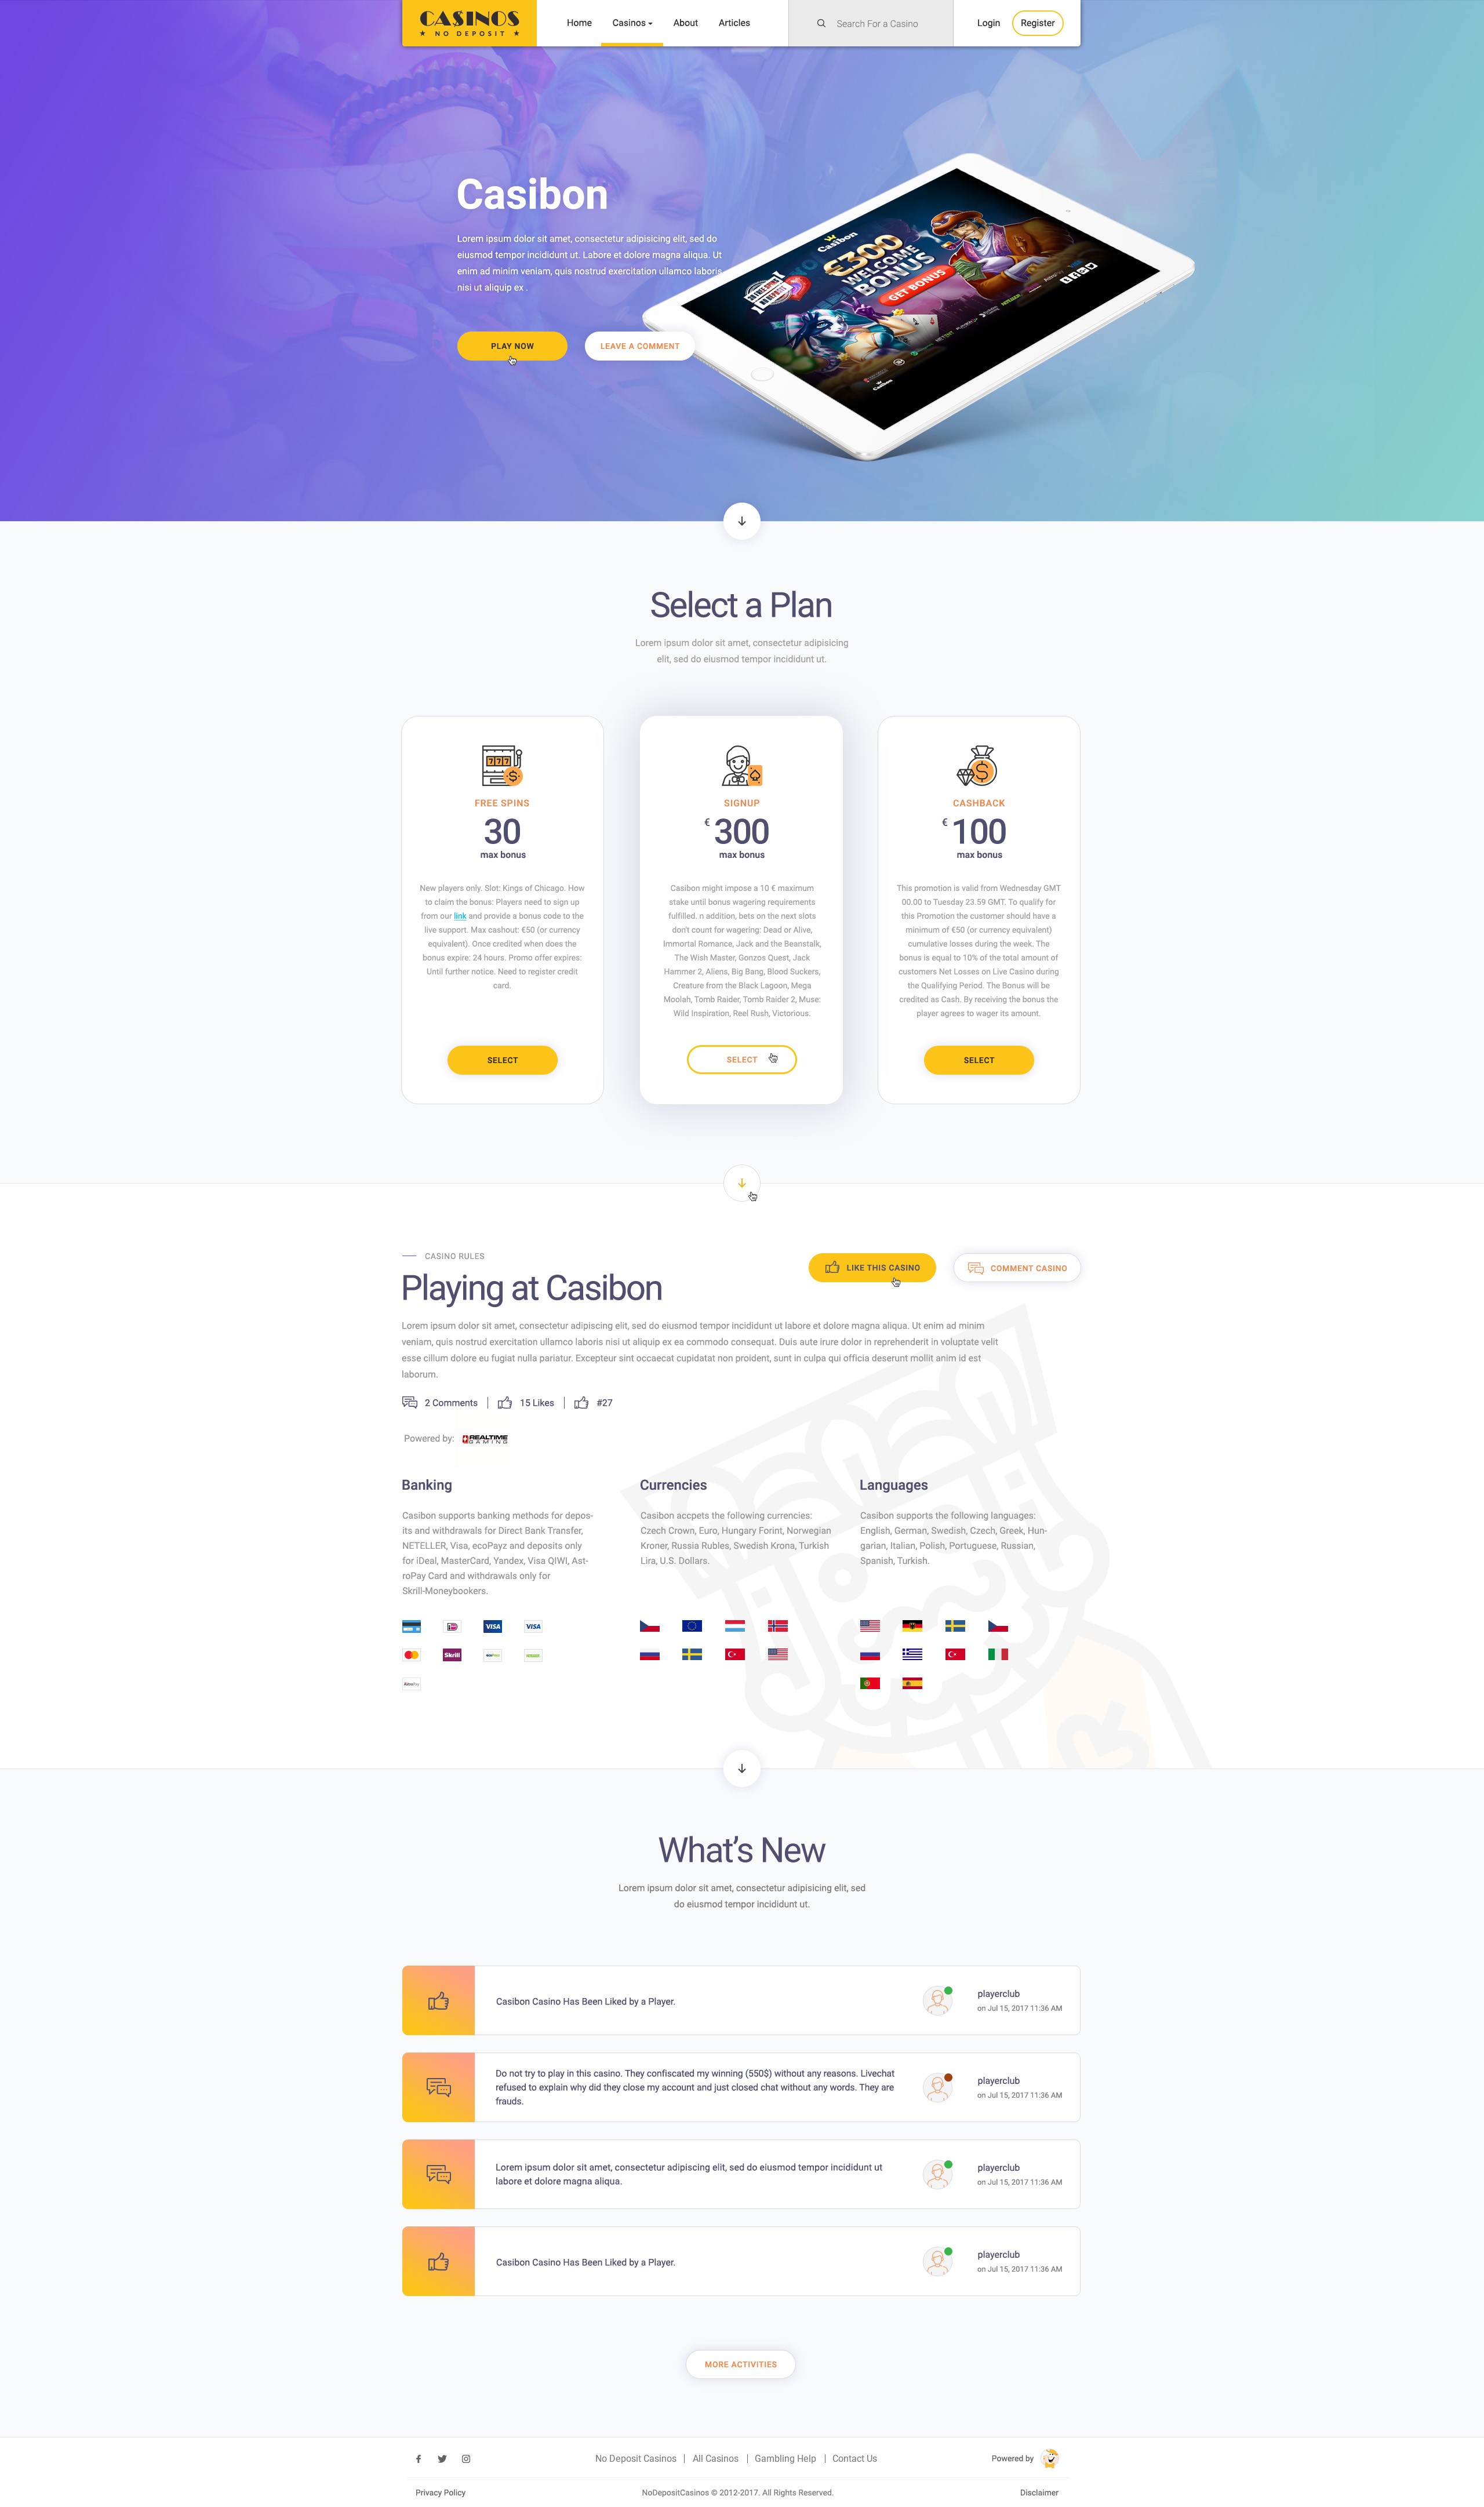 CASINOS
★ NO DEPOSIT ★
Home
Casinos
About
Articles
Search For a Casino
Login
Register
Casibon
Lorem ipsum dolor sit amet, consectetur adipisicing elit, sed do
eiusmod tempor incididunt ut. Labore et dolore magna aliqua. Ut
enim ad minim veniam, quis nostrud exercitation ullamco laboris
nisi ut aliquip ex .
PLAY NOW
LEAVE A COMMENT
Casibon
€300
WELCOME
BONUS
GET BONUS
Casibon
Select a Plan
Lorem ipsum dolor sit amet, consectetur adipisicing
elit, sed do eiusmod tempor incididunt ut.
777
FREE SPINS
30
max bonus
New players only. Slot: Kings of Chicago. How
to claim the bonus: Players need to sign up
from our link and provide a bonus code to the
live support. Max cashout: €50 (or currency
equivalent). Once credited when does the
bonus expire: 24 hours. Promo offer expires:
Until further notice. Need to register credit
card.
SELECT
SIGNUP
€ 300
max bonus
Casibon might impose a 10 € maximum
stake until bonus wagering requirements
fulfilled. n addition, bets on the next slots
don't count for wagering: Dead or Alive,
Immortal Romance, Jack and the Beanstalk,
The Wish Master, Gonzos Quest, Jack
Hammer 2, Aliens, Big Bang, Blood Suckers,
Creature from the Black Lagoon, Mega
Moolah, Tomb Raider, Tomb Raider 2, Muse:
Wild Inspiration, Reel Rush, Victorious.
SELECT
CASHBACK
€ 100
max bonus
This promotion is valid from Wednesday GMT
00.00 to Tuesday 23.59 GMT. To qualify for
this Promotion the customer should have a
minimum of €50 (or currency equivalent)
cumulative losses during the week. The
bonus is equal to 10% of the total amount of
customers Net Losses on Live Casino during
the Qualifying Period. The Bonus will be
credited as Cash. By receiving the bonus the
player agrees to wager its amount.
SELECT
CASINO RULES
Playing at Casibon
LIKE THIS CASINO
COMMENT CASINO
Lorem ipsum dolor sit amet, consectetur adipiscing elit, sed do eiusmod tempor incididunt ut labore et dolore magna aliqua. Ut enim ad minim
veniam, quis nostrud exercitation ullamco laboris nisi ut aliquip ex ea commodo consequat. Duis aute irure dolor in reprehenderit in voluptate velit
esse cillum dolore eu fugiat nulla pariatur. Excepteur sint occaecat cupidatat non proident, sunt in culpa qui officia deserunt mollit anim id est
laborum.
2 Comments
15 Likes
#27
Powered by:
REALTIME
GAMING
Banking
Casibon supports banking methods for depos-
its and withdrawals for Direct Bank Transfer,
NETELLER, Visa, ecoPayz and deposits only
for iDeal, MasterCard, Yandex, Visa QIWI, Ast-
roPay Card and withdrawals only for
Skrill-Moneybookers.
VISA
VISA
Skrill
Currencies
Casibon accpets the following currencies:
Czech Crown, Euro, Hungary Forint, Norwegian
Kroner, Russia Rubles, Swedish Krona, Turkish
Lira, U.S. Dollars.
Languages
Casibon supports the following languages:
English, German, Swedish, Czech, Greek, Hun-
garian, Italian, Polish, Portuguese, Russian,
Spanish, Turkish.
What's New
Lorem ipsum dolor sit amet, consectetur adipisicing elit, sed
do eiusmod tempor incididunt ut.
Casibon Casino Has Been Liked by a Player.
playerclub
on Jul 15, 2017 11:36 AM
Do not try to play in this casino. They confiscated my winning (550$) without any reasons. Livechat
refused to explain why did they close my account and just closed chat without any words. They are
frauds.
playerclub
on Jul 15, 2017 11:36 AM
Lorem ipsum dolor sit amet, consectetur adipiscing elit, sed do eiusmod tempor incididunt ut
labore et dolore magna aliqua.
playerclub
on Jul 15, 2017 11:36 AM
Casibon Casino Has Been Liked by a Player.
playerclub
on Jul 15, 2017 11:36 AM
MORE ACTIVITIES
No Deposit Casinos
All Casinos
Gambling Help
Contact Us
Powered by
Privacy Policy
NoDepositCasinos © 2012-2017. All Rights Reserved.
Disclaimer